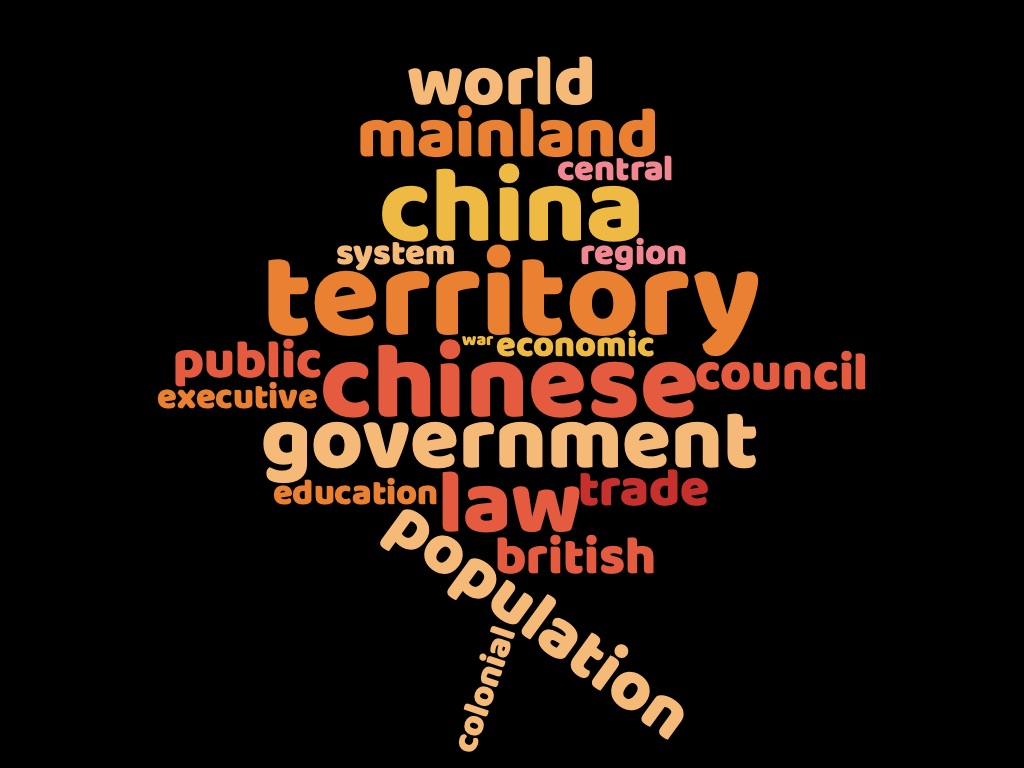 world
mainland
central
china
system
region
territory
war
economic
public
chinese
council
executive
government
education
law
trade
british
population
colonial